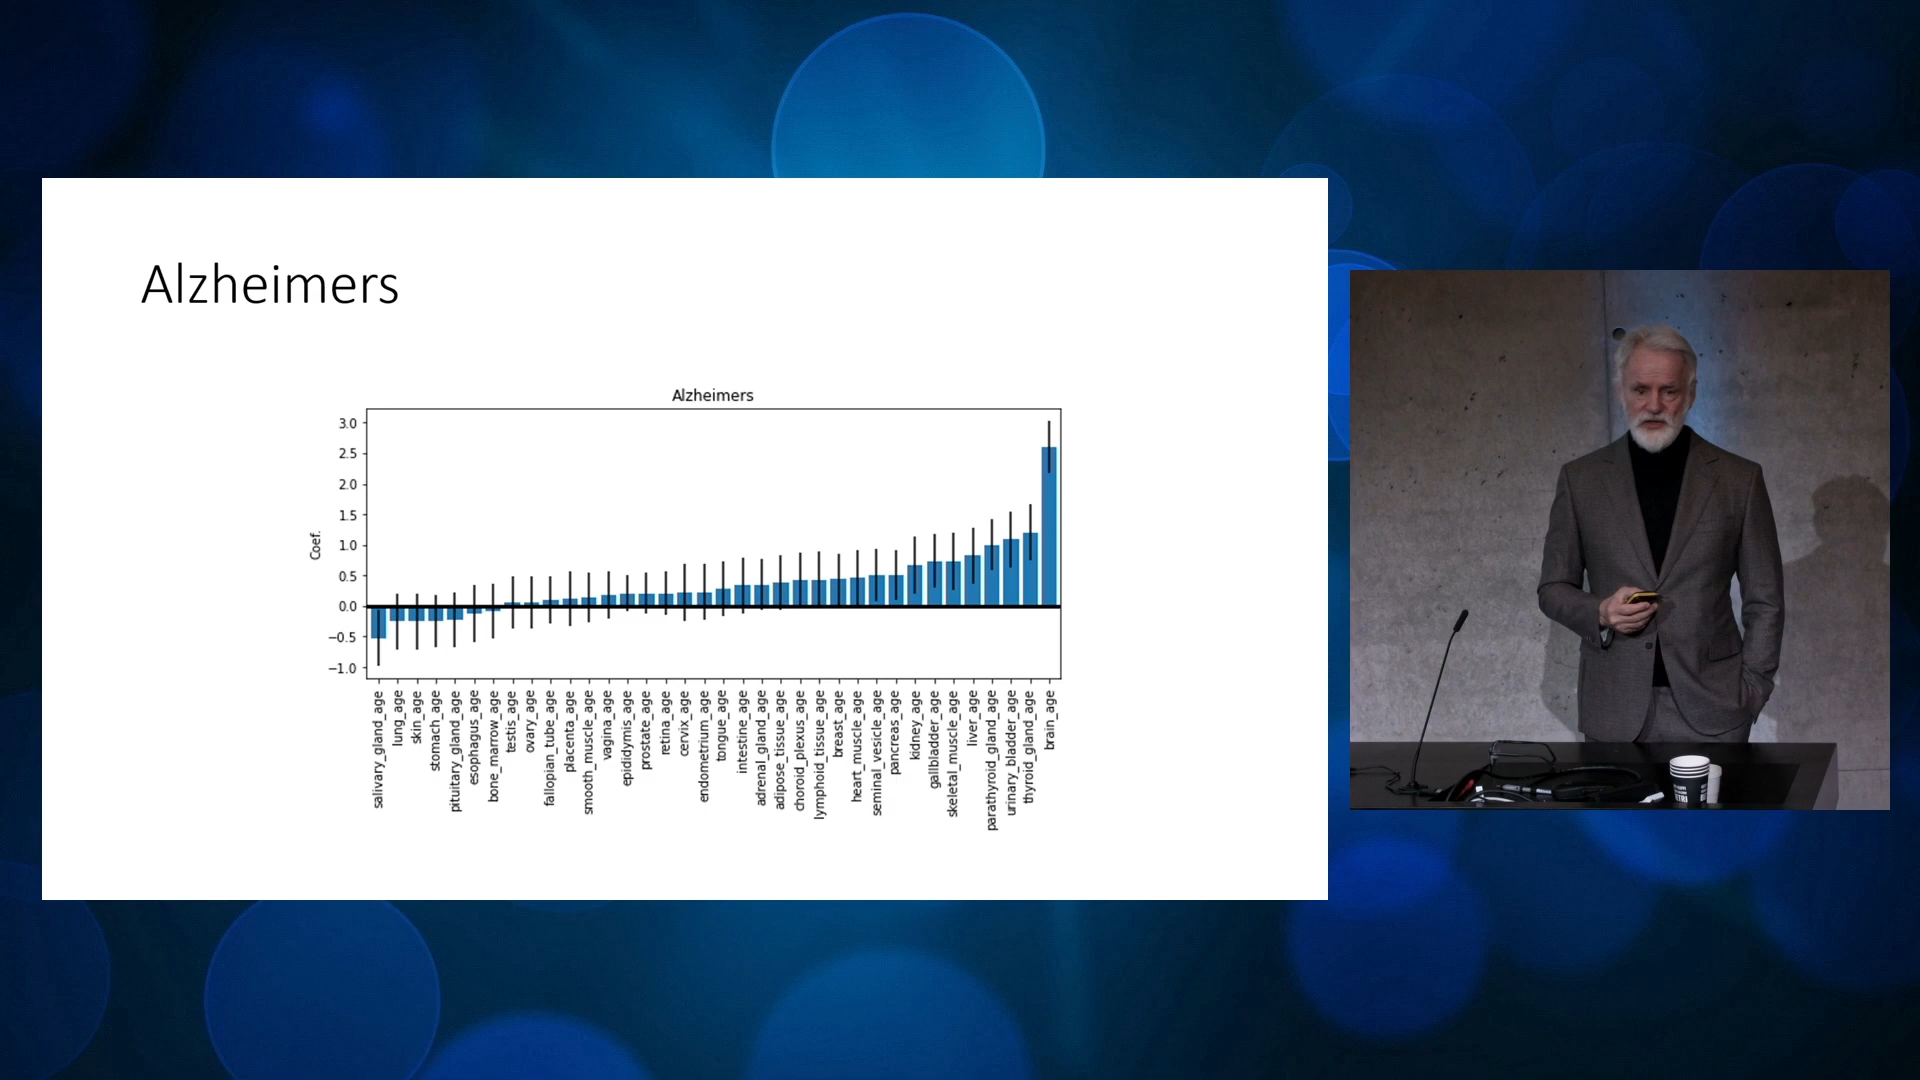 Alzheimers
Alzheimers
3.0
2.5
2.0
1.5
1.0
0.5
0.0
−0.5
−1.0
Coef.
salivary_gland_age
lung_age
skin_age
stomach_age
pituitary_gland_age
esophagus_age
bone_marrow_age
testis_age
ovary_age
fallopian_tube_age
placenta_age
smooth_muscle_age
vagina_age
epididymis_age
prostate_age
retina_age
cervix_age
endometrium_age
tongue_age
intestine_age
adrenal_gland_age
adipose_tissue_age
choroid_plexus_age
lymphoid_tissue_age
breast_age
heart_muscle_age
seminal_vesicle_age
pancreas_age
kidney_age
gallbladder_age
skeletal_muscle_age
liver_age
parathyroid_gland_age
urinary_bladder_age
thyroid_gland_age
brain_age